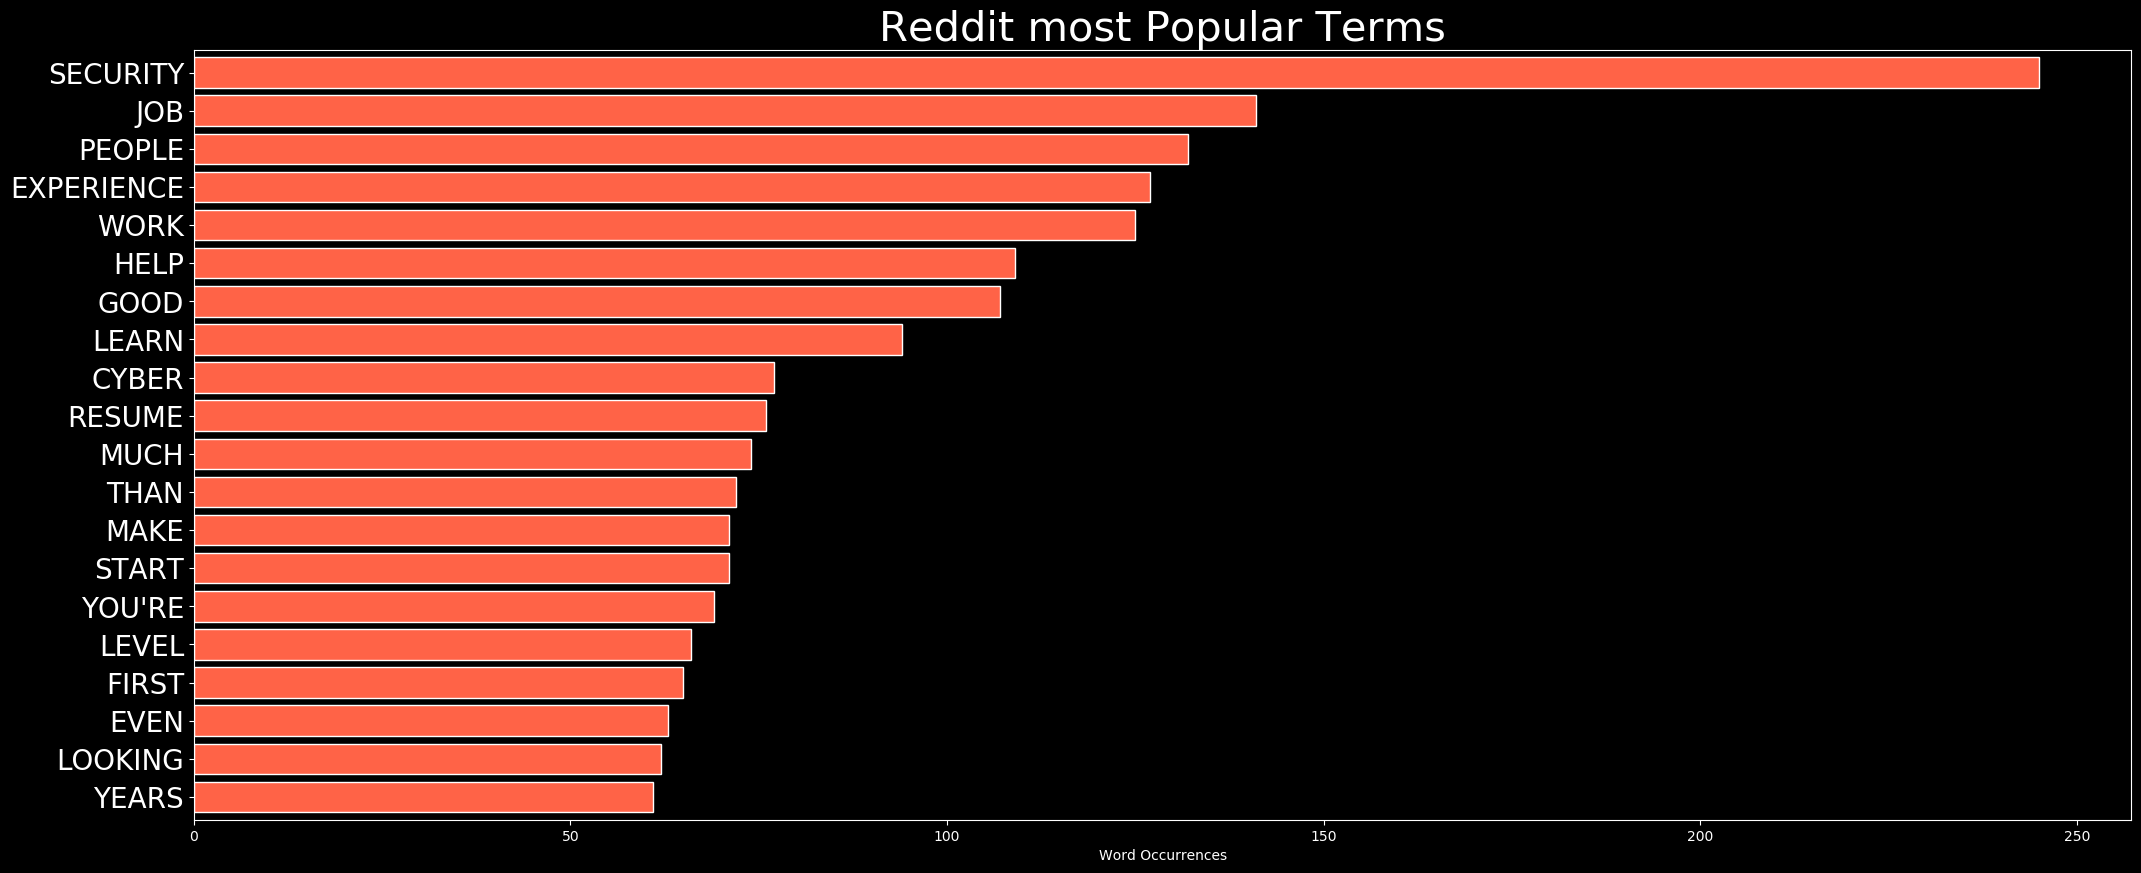 Reddit most Popular Terms
SECURITY
JOB
PEOPLE
EXPERIENCE
WORK
HELP
GOOD
LEARN
CYBER
RESUME
MUCH
THAN
MAKE
START
YOU'RE
LEVEL
FIRST
EVEN
LOOKING
YEARS
0 50 100 150 200 250
Word Occurrences